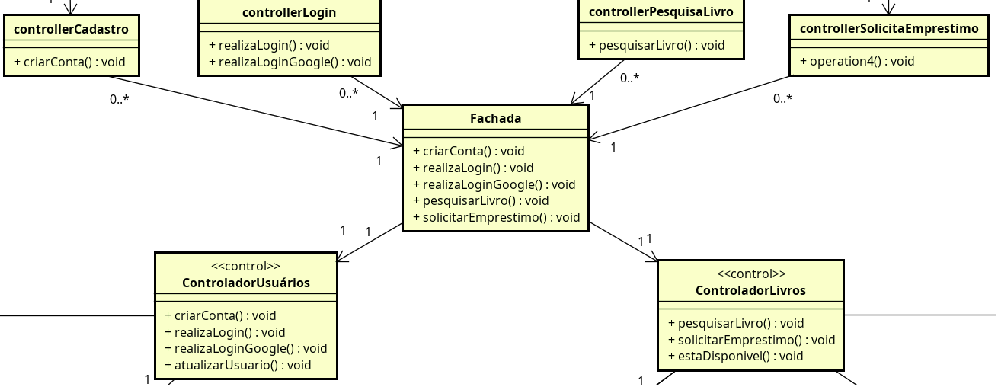 controllerCadastro
+ criarConta() : void
controllerLogin
+ realizaLogin() : void
+ realizaLoginGoogle() : void
controllerPesquisaLivro
+ pesquisarLivro() : void
controllerSolicitaEmprestimo
+ operation4() : void
0..*
0..*
0..*
0..*
1
1
1
1
Fachada
+ criarConta() : void
+ realizaLogin() : void
+ realizaLoginGoogle() : void
+ pesquisarLivro() : void
+ solicitarEmprestimo() : void
1
1
1
1
<<control>>
ControladorUsuários
− criarConta() : void
− realizaLogin() : void
− realizaLoginGoogle() : void
− atualizarUsuario() : void
<<control>>
ControladorLivros
+ pesquisarLivro() : void
+ solicitarEmprestimo() : void
+ estaDisponivel() : void
1
1